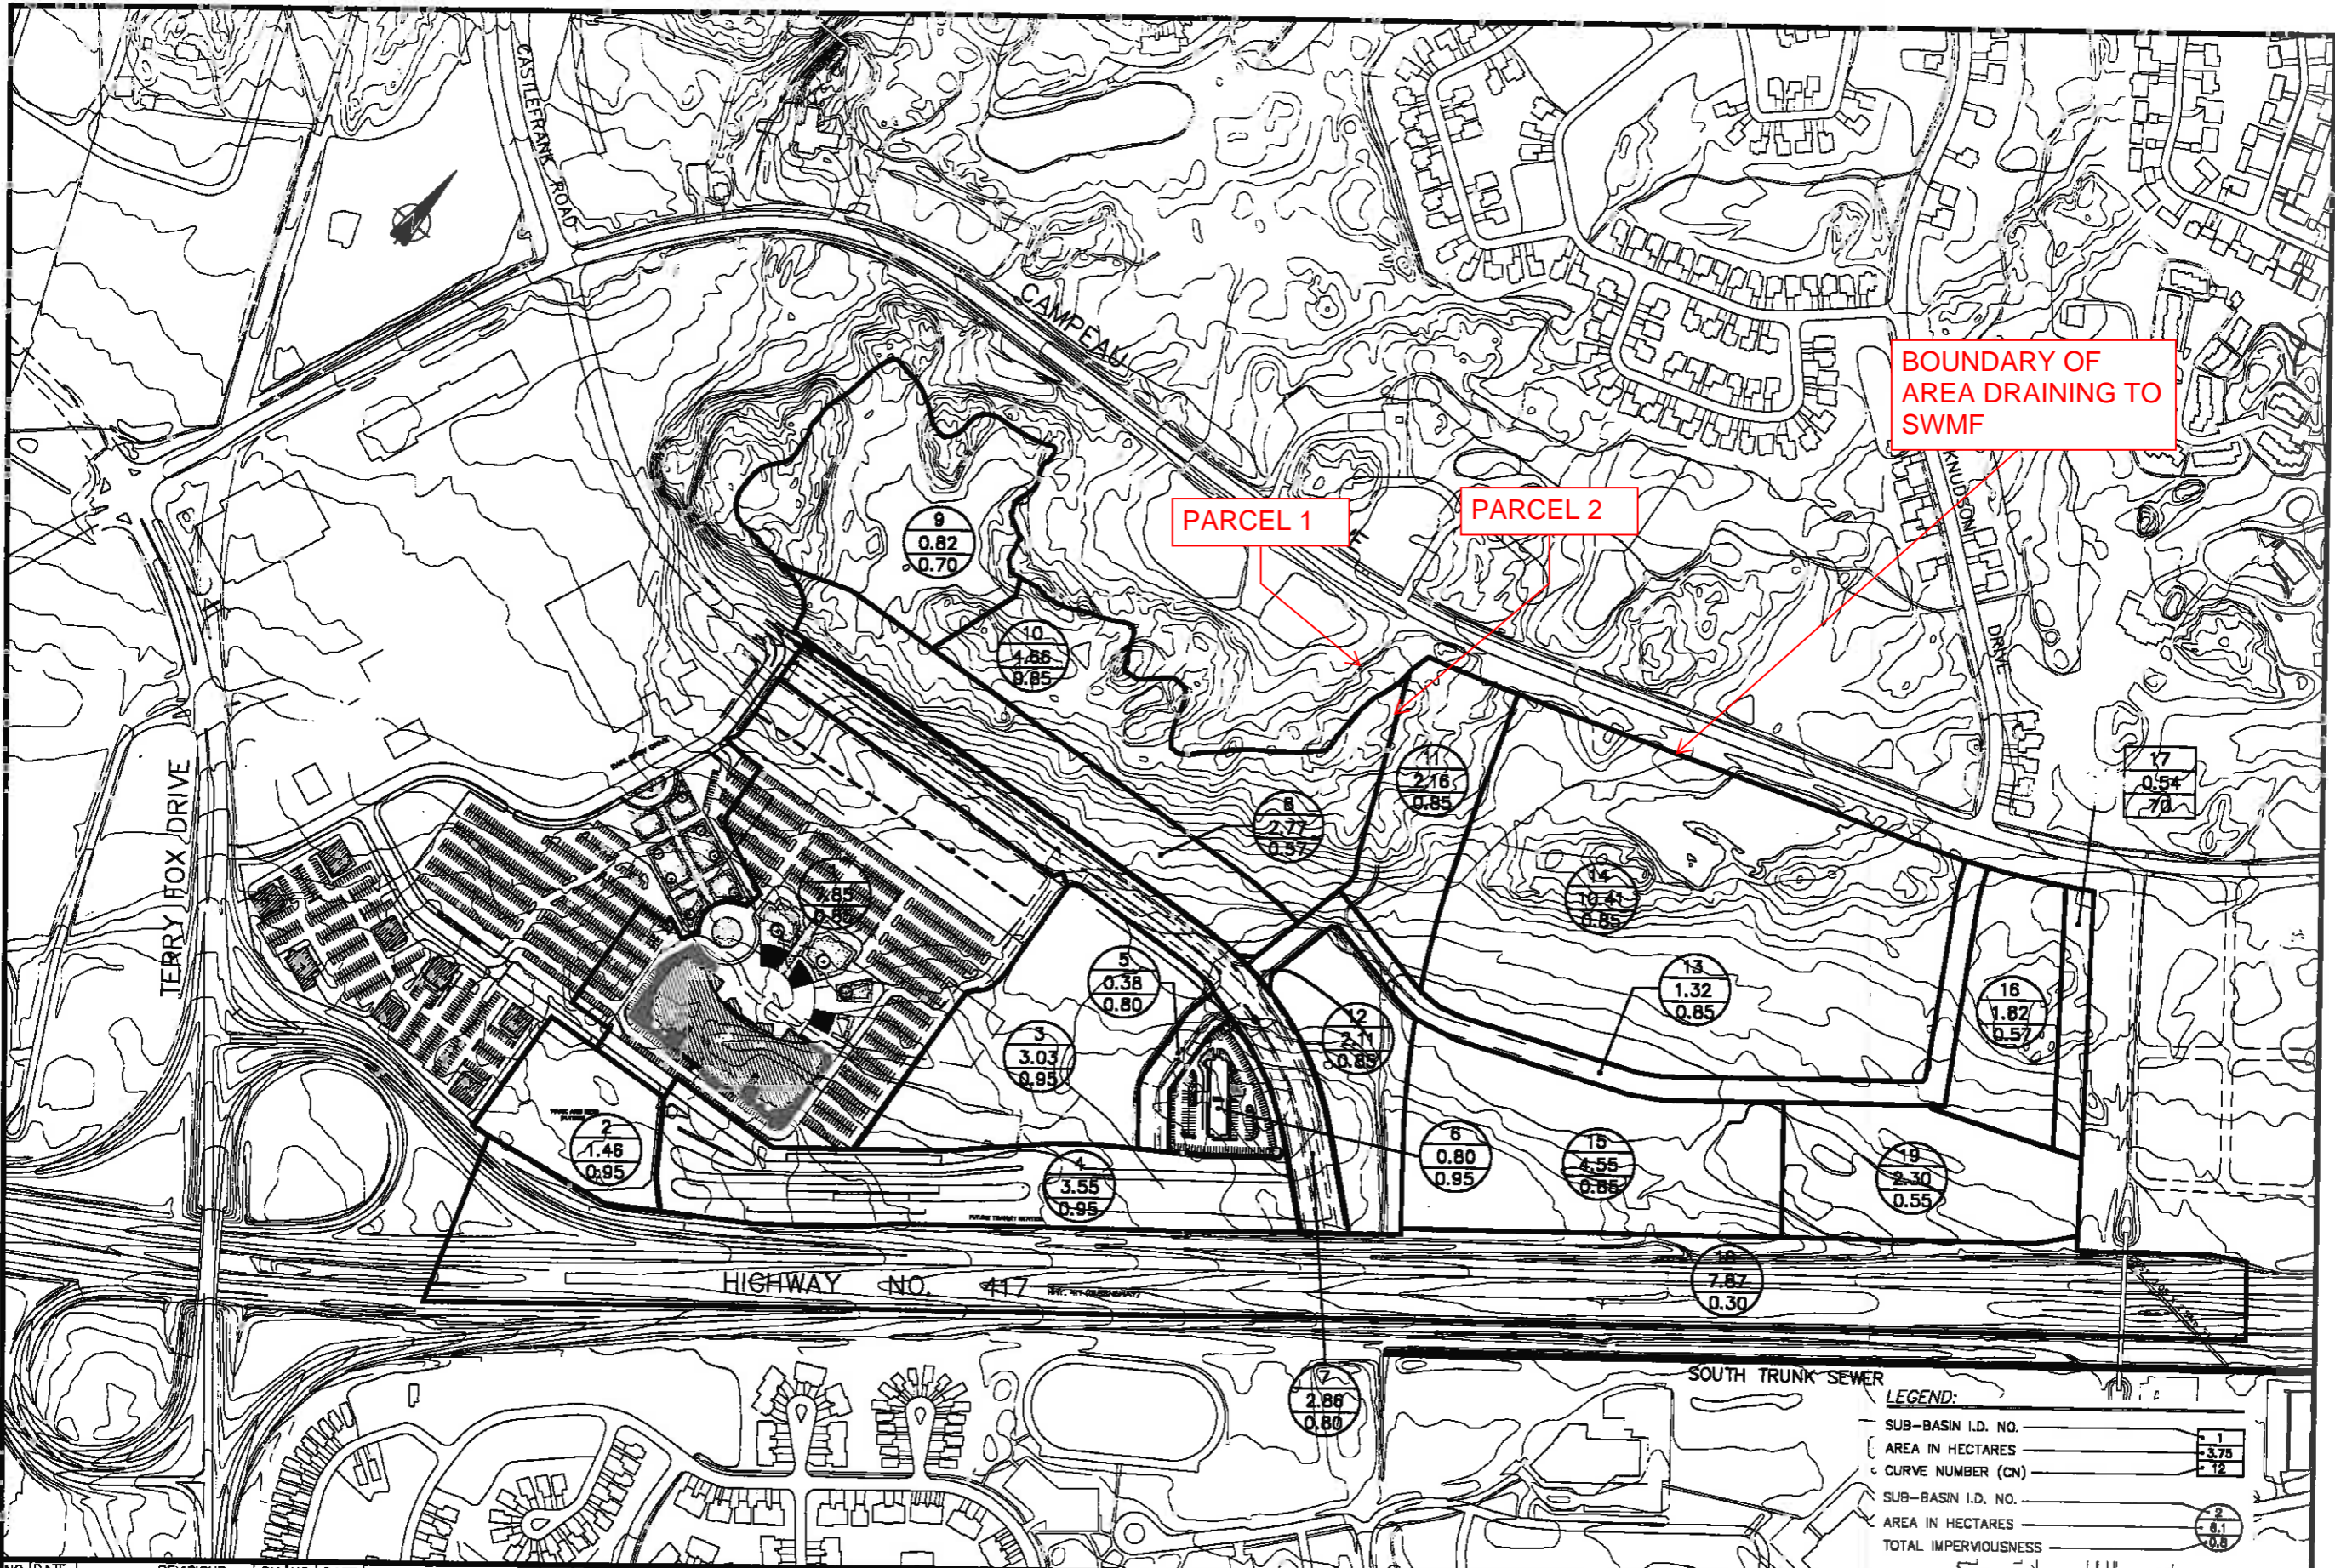 CASTLEFRANK ROAD
CAMPEAU
BOUNDARY OF
AREA DRAINING TO
SWMF
PARCEL 1
PARCEL 2
KNUDSON
DRIVE
TERRY FOX DRIVE
9
0.82
0.70
10
4.66
0.85
11
2.16
0.85
17
0.54
70
8
2.77
0.57
7.85
14
10.41
0.85
5
0.38
0.80
13
1.32
0.85
16
1.82
0.57
3
3.03
0.95
12
2.11
0.85
2
1.46
0.95
4
3.55
0.95
6
0.80
0.95
15
4.55
0.85
19
2.30
0.55
FUTURE TRANSIT STATION
HIGHWAY NO. 417
18
7.87
0.30
7
2.86
0.80
SOUTH TRUNK SEWER
LEGEND:
SUB-BASIN I.D. NO. 1
AREA IN HECTARES 3.75
CURVE NUMBER (CN) 12
SUB-BASIN I.D. NO. 2
AREA IN HECTARES 8.1
TOTAL IMPERVIOUSNESS 0.8